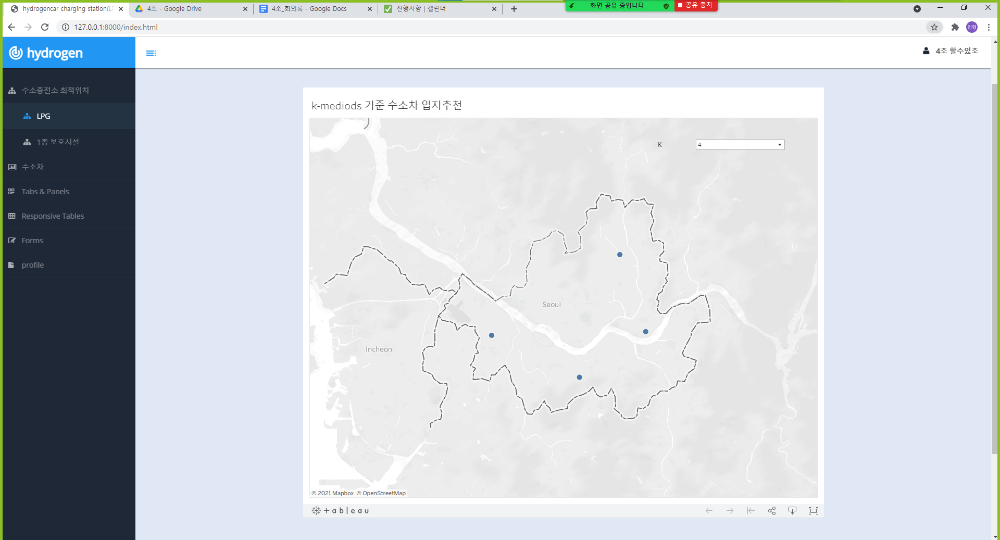 hydrogencar charging station(L
4조 - Google Drive
4조_회의록 - Google Docs
진행사항 | 캘린더
화면 공유 중입니다
공유 중지
127.0.0.1:8000/index.html
민형
hydrogen
4조 할수있조
수소충전소 최적위치
LPG
1종 보호시설
수소차
Tabs & Panels
Responsive Tables
Forms
profile
k-mediods 기준 수소차 입지추천
K
4
Seoul
Incheon
© 2021 Mapbox © OpenStreetMap
+ableau